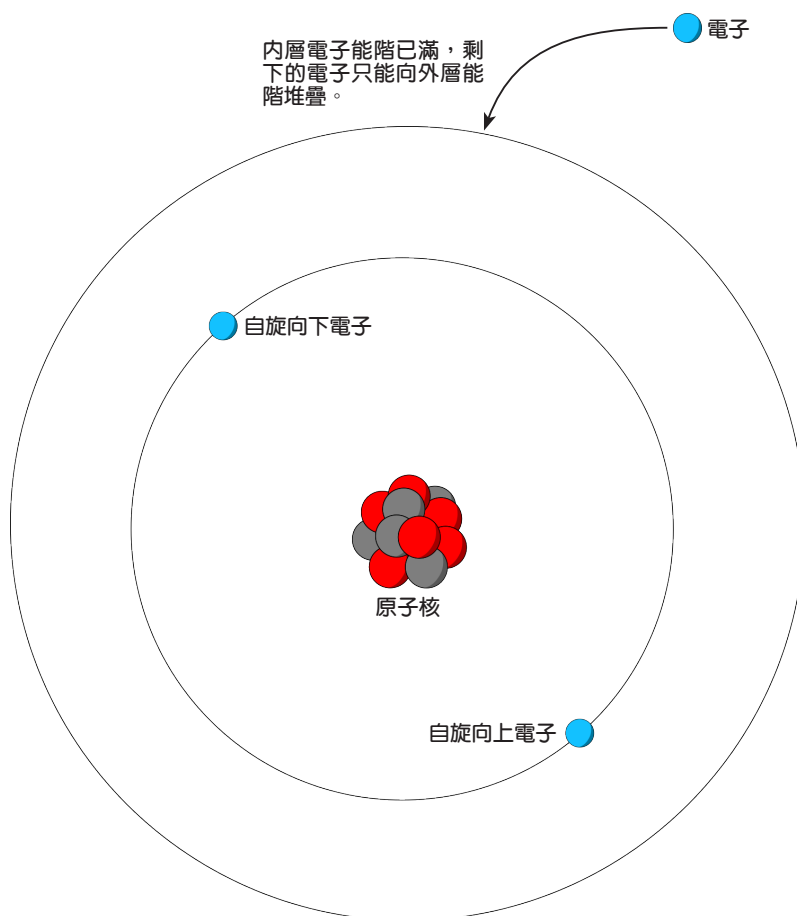 電子
內層電子能階已滿，剩
下的電子只能向外層能
階堆疊。
自旋向下電子
原子核
自旋向上電子